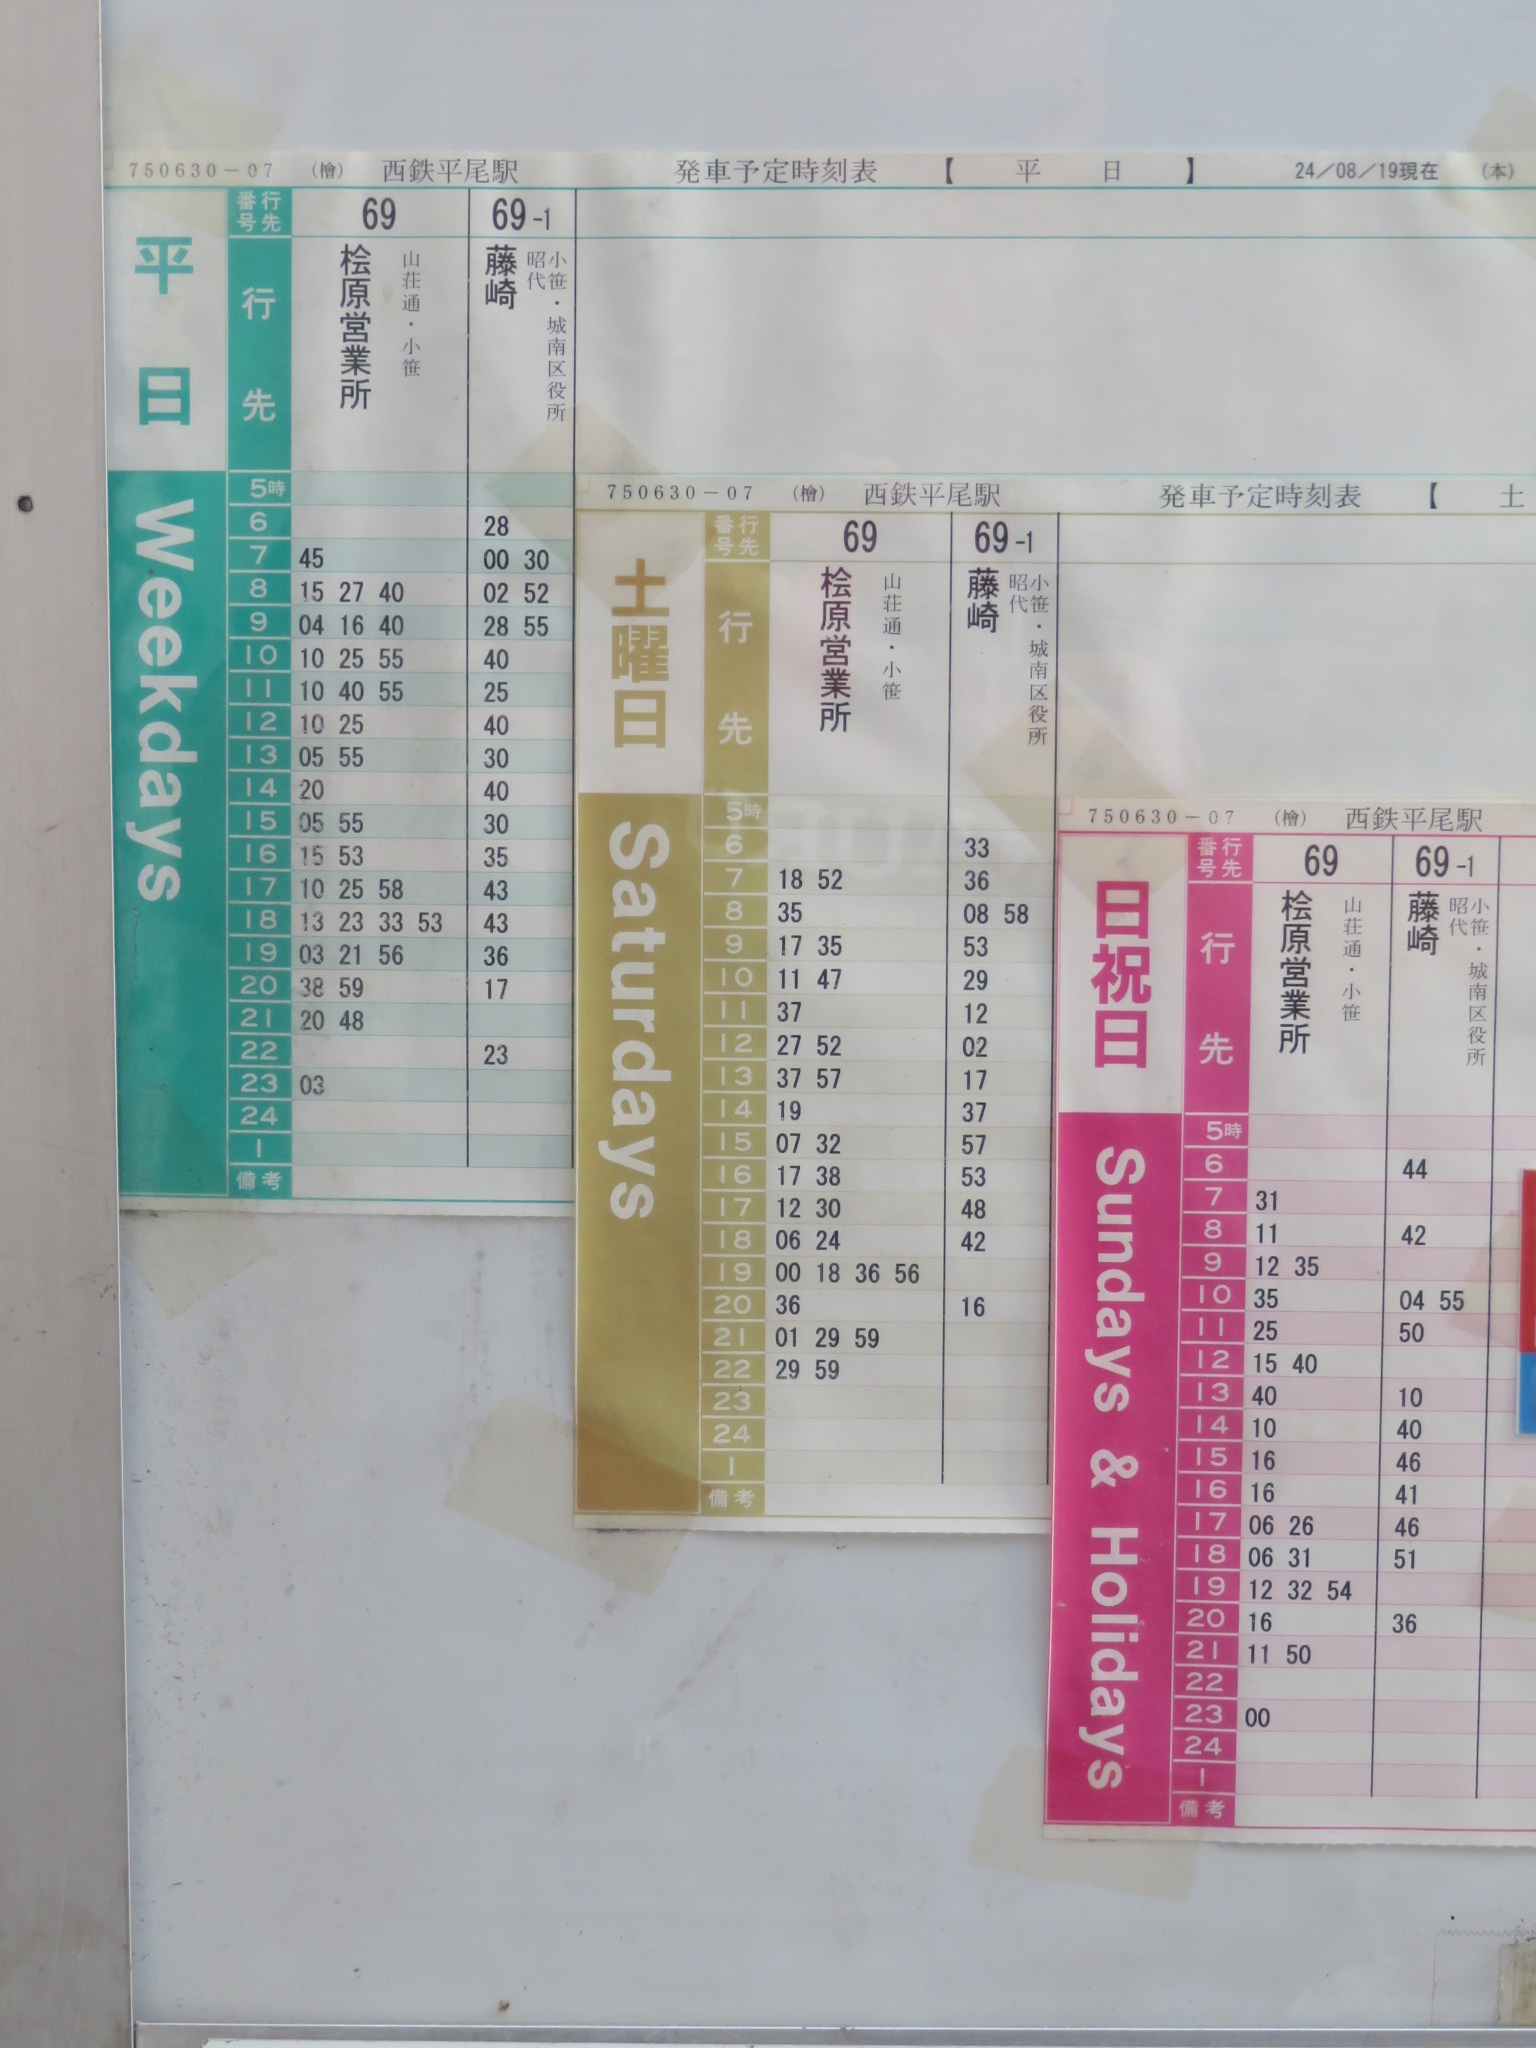 750630-07 (檜) 西鉄平尾駅 発車予定時刻表 【 平 日 】 24/08/19現在 (本)
平日 Weekdays
行先番号 69 69-1
行先 桧原営業所 山荘通・小笹 藤崎 小笹・城南区役所 昭代
5時
6 28
7 45 00 30
8 15 27 40 02 52
9 04 16 40 28 55
10 10 25 55 40
11 10 40 55 25
12 10 25 40
13 05 55 30
14 20 40
15 05 55 30
16 15 53 35
17 10 25 58 43
18 13 23 33 53 43
19 03 21 56 36
20 38 59 17
21 20 48
22 23
23 03
24
1
備考
750630-07 (檜) 西鉄平尾駅 発車予定時刻表 【 土
土曜日 Saturdays
行先番号 69 69-1
行先 桧原営業所 山荘通・小笹 藤崎 小笹・城南区役所 昭代
5時
6 33
7 18 52 36
8 35 08 58
9 17 35 53
10 11 47 29
11 37 12
12 27 52 02
13 37 57 17
14 19 37
15 07 32 57
16 17 38 53
17 12 30 48
18 06 24 42
19 00 18 36 56
20 36 16
21 01 29 59
22 29 59
23
24
1
備考
750630-07 (檜) 西鉄平尾駅
日祝日 Sundays & Holidays
行先番号 69 69-1
行先 桧原営業所 山荘通・小笹 藤崎 小笹・城南区役所 昭代
5時
6 44
7 31
8 11 42
9 12 35
10 35 04 55
11 25 50
12 15 40
13 40 10
14 10 40
15 16 46
16 16 41
17 06 26 46
18 06 31 51
19 12 32 54
20 16 36
21 11 50
22
23 00
24
1
備考